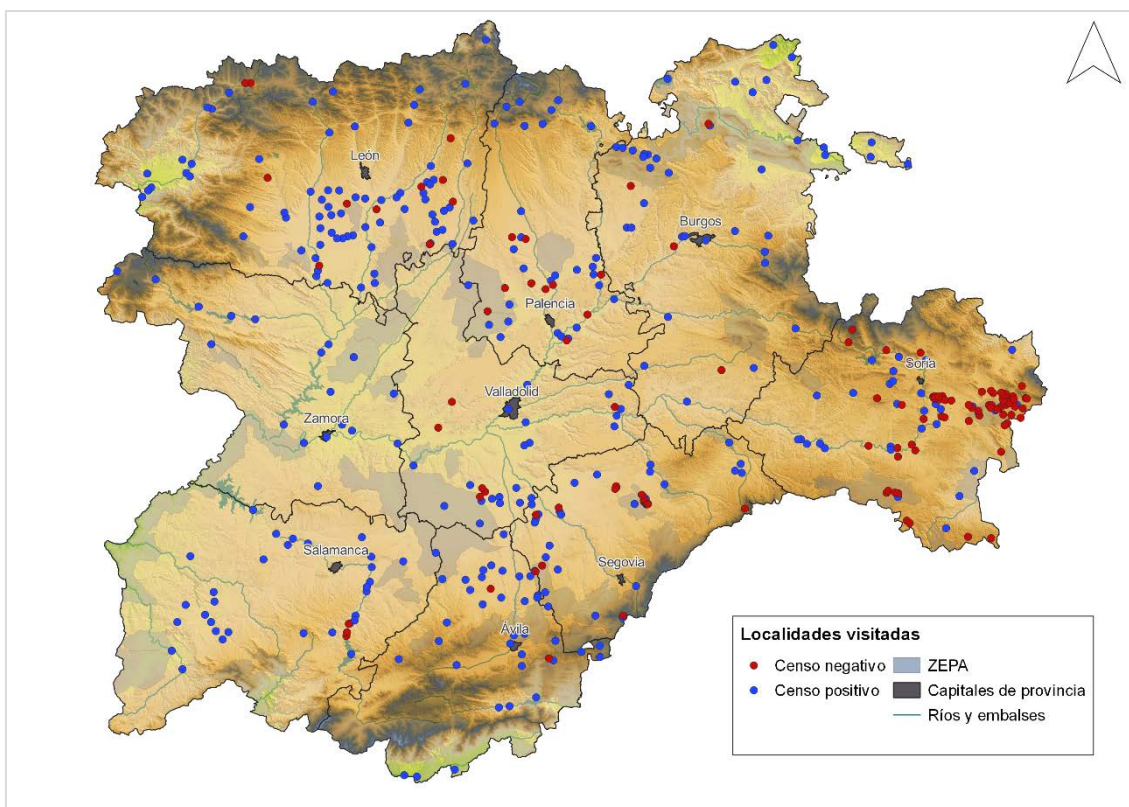 León
Burgos
Palencia
Soria
Valladolid
Zamora
Salamanca
Segovia
Ávila
Localidades visitadas
Censo negativo
Censo positivo
ZEPA
Capitales de provincia
Ríos y embalses